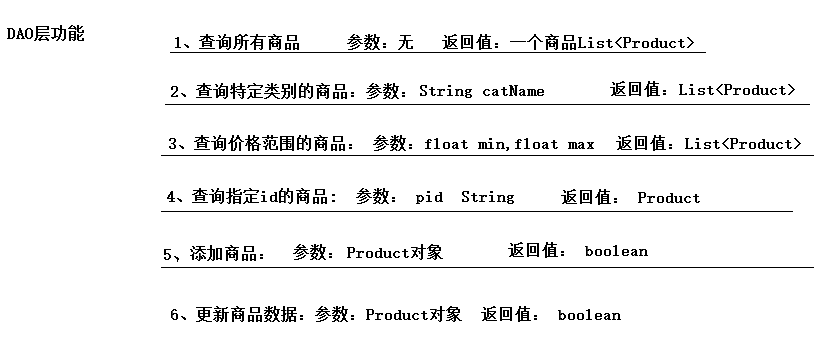 DAO层功能
1、查询所有商品 参数：无 返回值：一个商品List<Product>
2、查询特定类别的商品：参数：String catName 返回值：List<Product>
3、查询价格范围的商品： 参数：float min,float max 返回值：List<Product>
4、查询指定id的商品： 参数： pid String 返回值： Product
5、添加商品： 参数：Product对象 返回值： boolean
6、更新商品数据：参数：Product对象 返回值： boolean